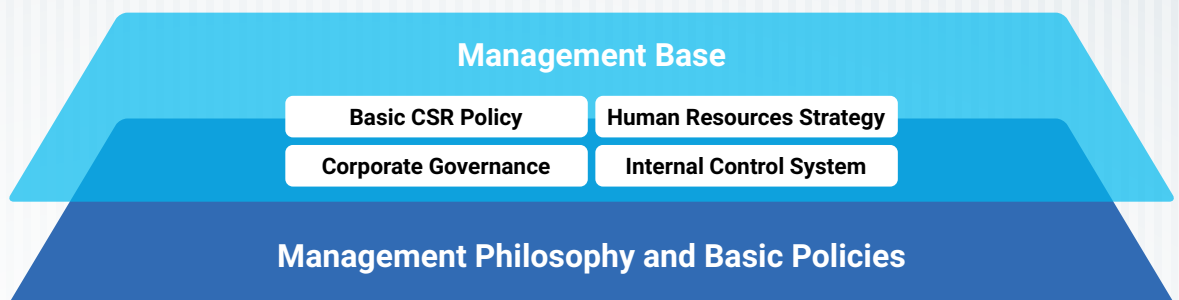 Management Base
Basic CSR Policy
Human Resources Strategy
Corporate Governance
Internal Control System
Management Philosophy and Basic Policies